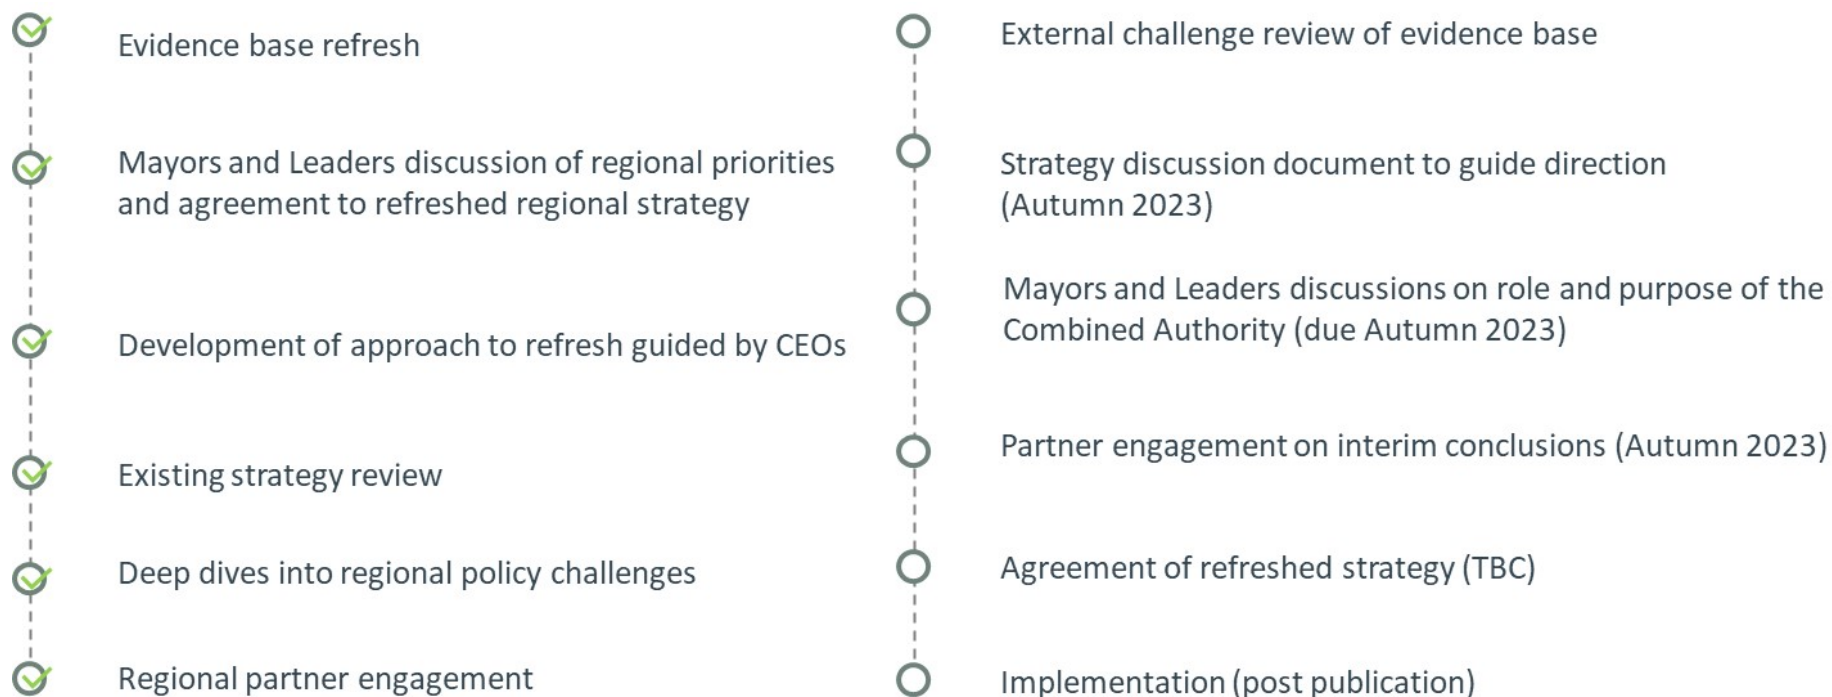 Evidence base refresh
Mayors and Leaders discussion of regional priorities
and agreement to refreshed regional strategy
Development of approach to refresh guided by CEOs
Existing strategy review
Deep dives into regional policy challenges
Regional partner engagement
External challenge review of evidence base
Strategy discussion document to guide direction
(Autumn 2023)
Mayors and Leaders discussions on role and purpose of the
Combined Authority (due Autumn 2023)
Partner engagement on interim conclusions (Autumn 2023)
Agreement of refreshed strategy (TBC)
Implementation (post publication)